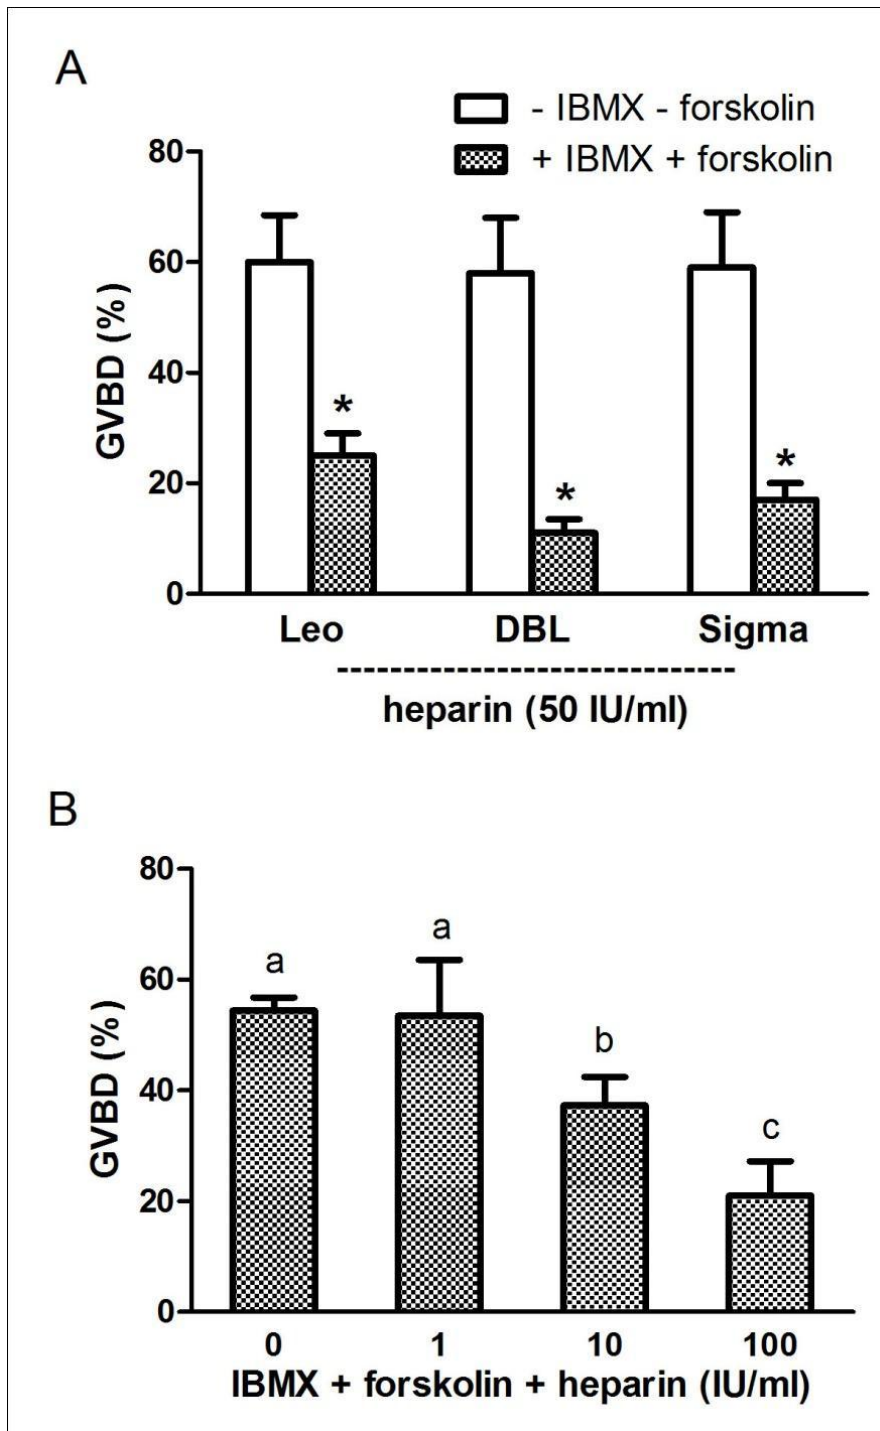 A
- IBMX - forskolin
+ IBMX + forskolin
80
60
40
20
0
GVBD (%)
*
*
*
Leo DBL Sigma
heparin (50 IU/ml)
B
80
60
40
20
0
GVBD (%)
a
a
b
c
0 1 10 100
IBMX + forskolin + heparin (IU/ml)